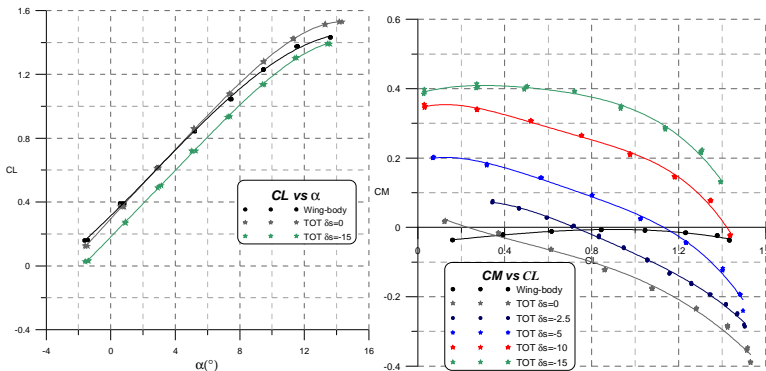 1.6
1.2
0.8
CL
0.4
0
-0.4
-4
0
4
8
12
16
α(°)
CL vs α
Wing-body
TOT δs=0
TOT δs=-15
0.6
0.4
0.2
CM
0
-0.2
-0.4
0.4
0.8
1.2
1.6
CL
CM vs CL
Wing-body
TOT δs=0
TOT δs=-2.5
TOT δs=-5
TOT δs=-10
TOT δs=-15